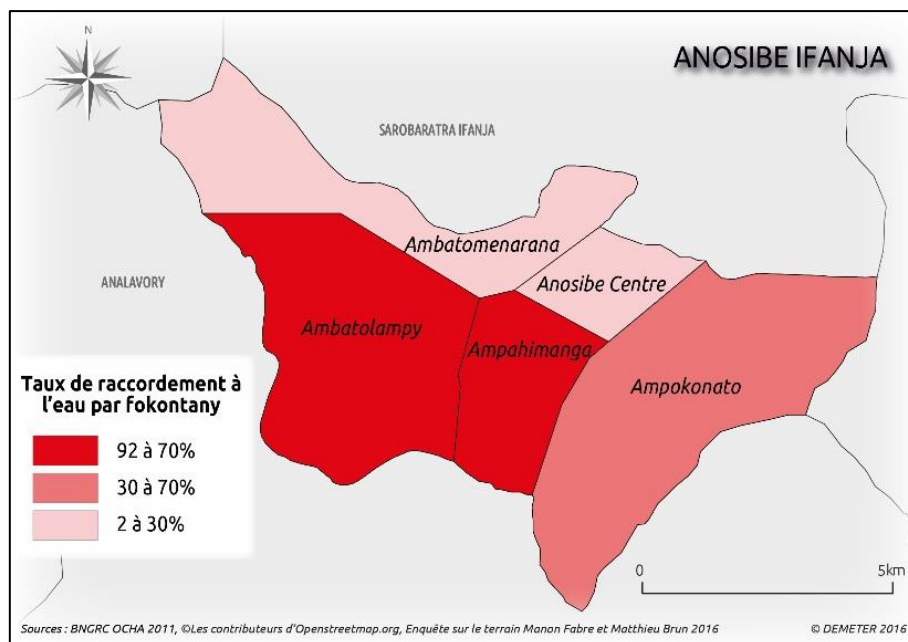 N
ANOSIBE IFANJA
SAROBARATRA IFANJA
Ambatomenarana
ANALAVORY
Anosibe Centre
Ambatolampy
Ampahimanga
Ampokonato
Taux de raccordement à
l'eau par fokontany
92 à 70%
30 à 70%
2 à 30%
0 5km
Sources : BNGRC OCHA 2011, ©Les contributeurs d'Openstreetmap.org, Enquête sur le terrain Manon Fabre et Matthieu Brun 2016 © DEMETER 2016